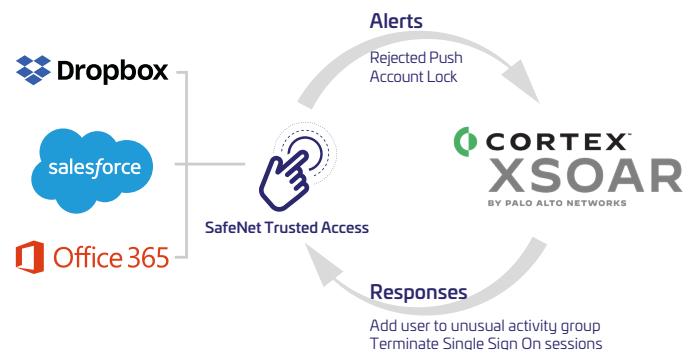 Alerts
Rejected Push
Account Lock
Dropbox
salesforce
Office 365
SafeNet Trusted Access
CORTEX™
XSOAR
BY PALO ALTO NETWORKS
Responses
Add user to unusual activity group
Terminate Single Sign On sessions